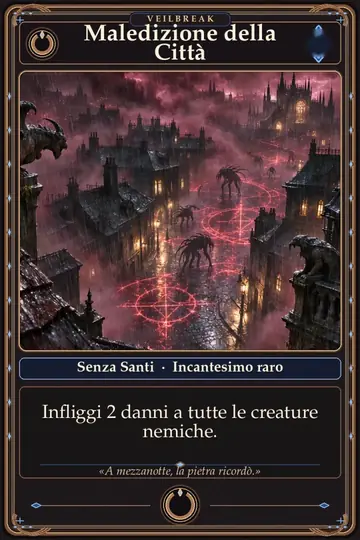 VEILBREAK
Maledizione della
Città
Senza Santi · Incantesimo raro
Infliggi 2 danni a tutte le creature
nemiche.
«A mezzanotte, la pietra ricordò.»